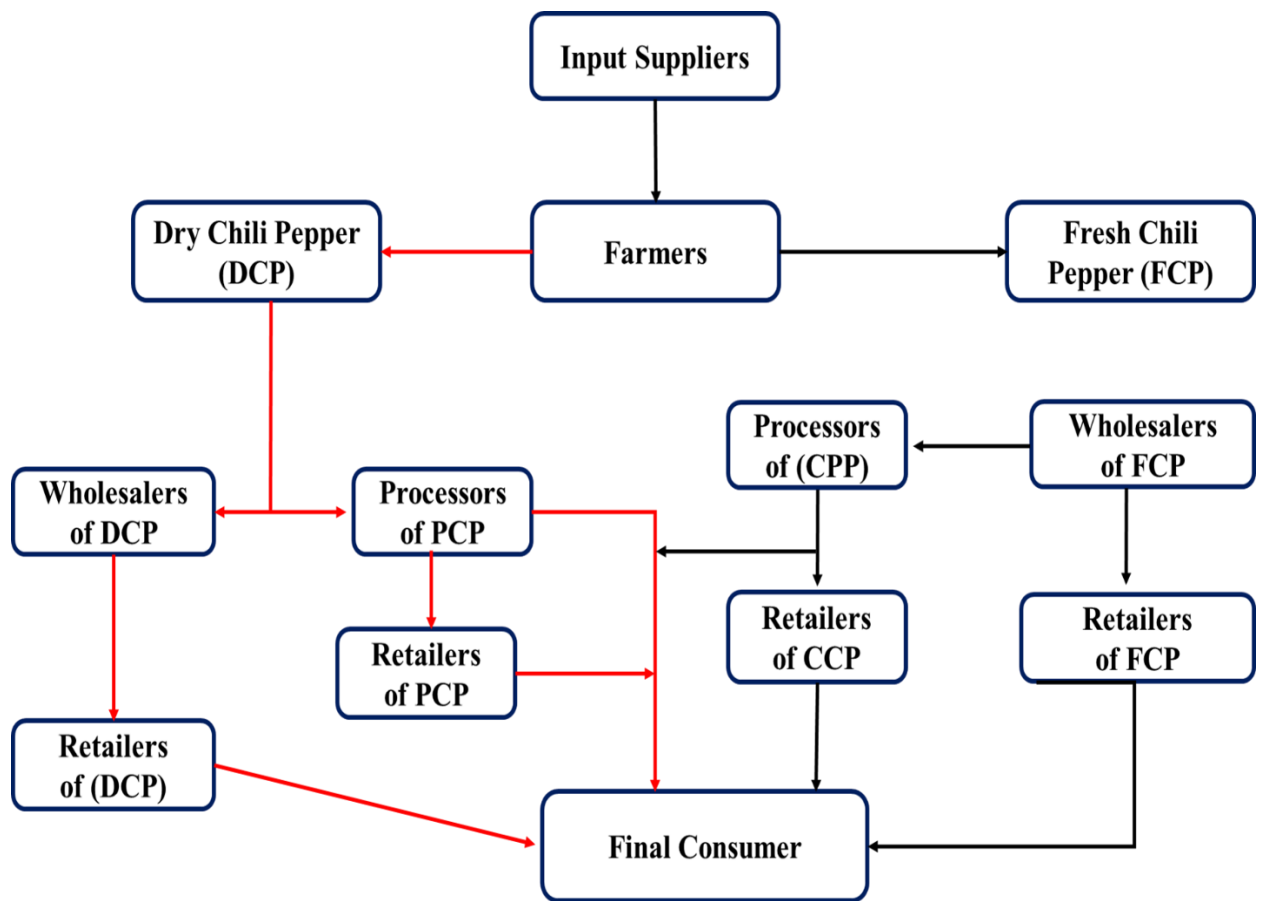 Input Suppliers
Dry Chili Pepper
(DCP)
Farmers
Fresh Chili
Pepper (FCP)
Processors
of (CPP)
Wholesalers
of FCP
Wholesalers
of DCP
Processors
of PCP
Retailers
of PCP
Retailers
of CCP
Retailers
of FCP
Retailers
of (DCP)
Final Consumer